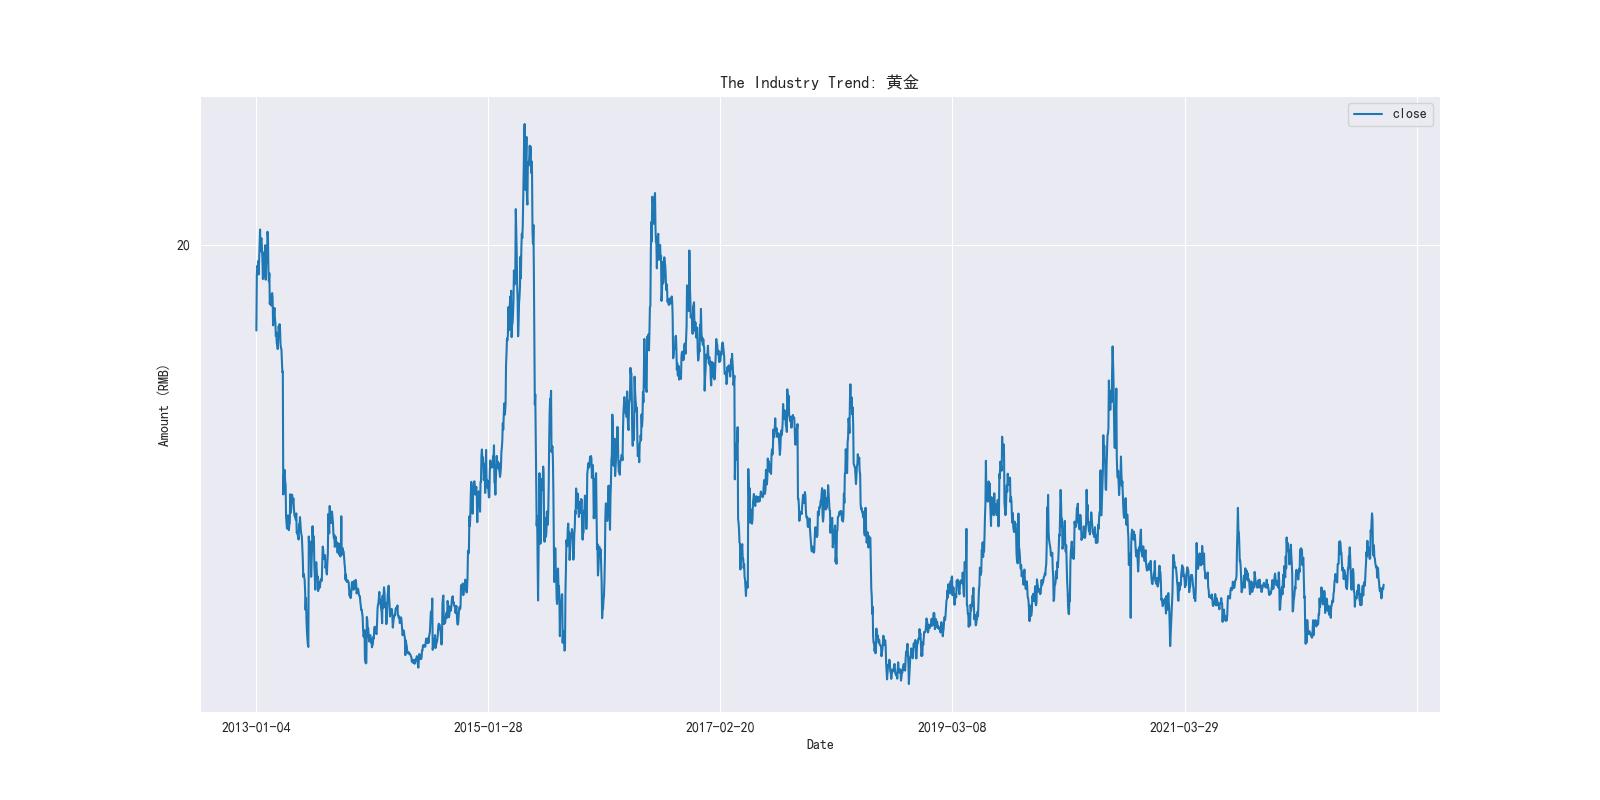 The Industry Trend: 黄金
close
20
Amount (RMB)
2013-01-04
2015-01-28
2017-02-20
2019-03-08
2021-03-29
Date